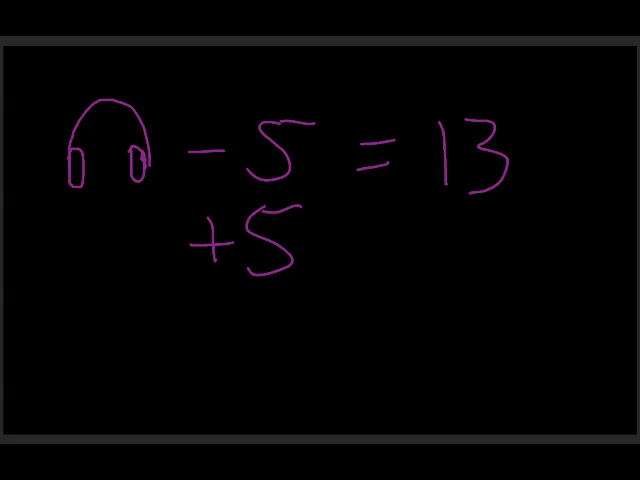 🎧 - 5 = 13
+5